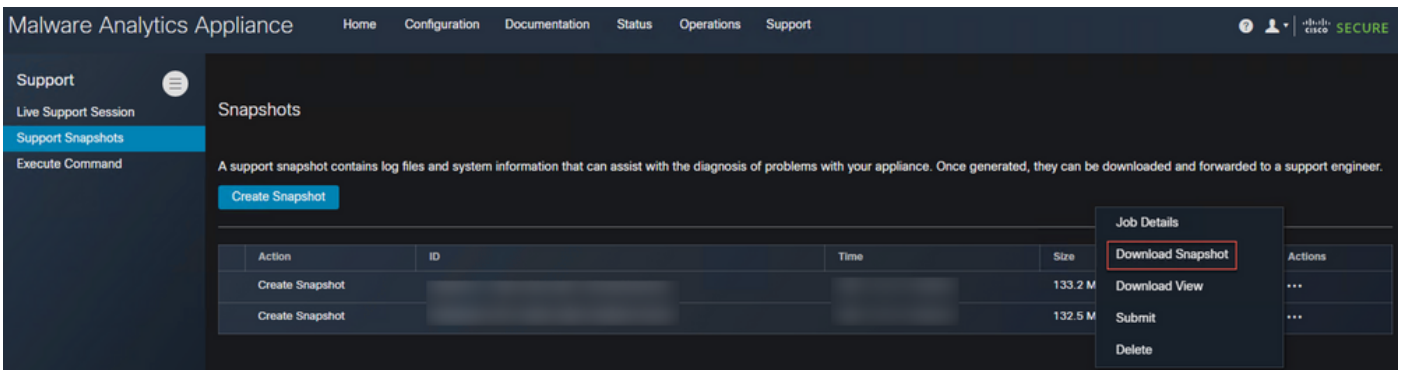 Malware Analytics Appliance
Home Configuration Documentation Status Operations Support
? cisco SECURE
Support
Live Support Session
Support Snapshots
Execute Command
Snapshots
A support snapshot contains log files and system information that can assist with the diagnosis of problems with your appliance. Once generated, they can be downloaded and forwarded to a support engineer.
Create Snapshot
Action ID Time Size Actions
Create Snapshot 133.2 M ...
Create Snapshot 132.5 M ...
Job Details
Download Snapshot
Download View
Submit
Delete